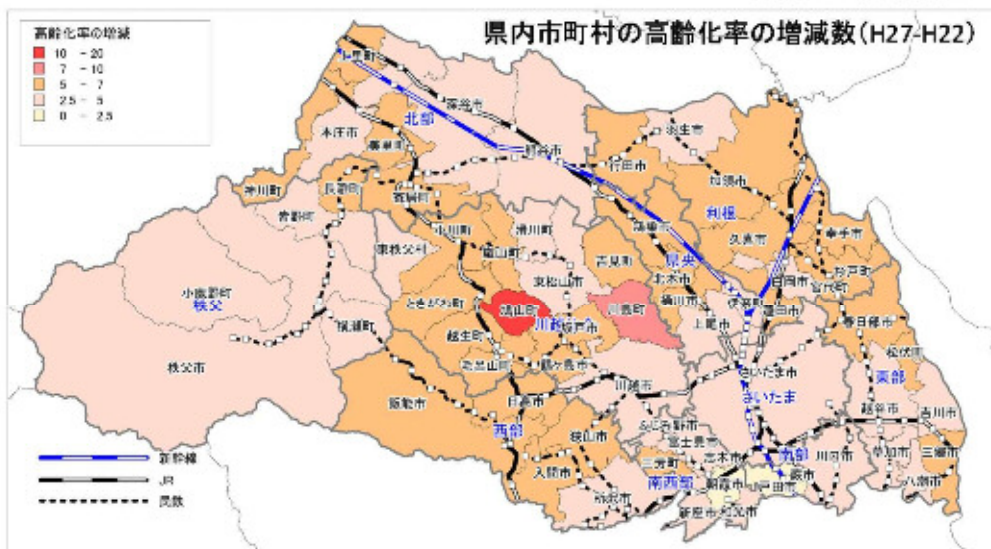 県内市町村の高齢化率の増減数(H27-H22)
高齢化率の増減
10 - 20
7 - 10
5 - 7
2.5 - 5
0 - 2.5
上里町
深谷市
本庄市
北部
羽生市
美里町
熊谷市
行田市
加須市
神川町
長瀞町
寄居町
利根
皆野町
小川町
滑川町
鴻巣市
久喜市
幸手市
東秩父村
嵐山町
吉見町
県央
杉戸町
東松山市
北本市
白岡市
宮代町
小鹿野町
ときがわ町
鳩山町
川島町
桶川市
伊奈町
蓮田市
秩父
川越
坂戸市
上尾市
春日部市
横瀬町
越生町
松伏町
秩父市
毛呂山町
鶴ヶ島市
さいたま市
東部
飯能市
日高市
川越市
さいたま
越谷市
吉川市
西部
ふじみ野市
狭山市
富士見市
三芳町
志木市
南部
川口市
草加市
三郷市
入間市
南西部
朝霞市
戸田市
蕨市
八潮市
所沢市
新座市
和光市
新幹線
JR
民鉄